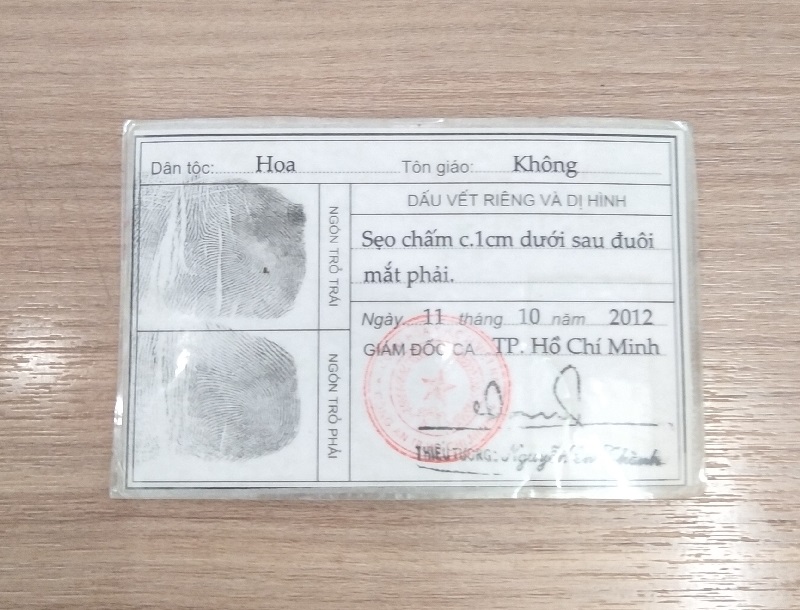 Dân tộc: Hoa Tôn giáo: Không
NGÓN TRỎ TRÁI
NGÓN TRỎ PHẢI
DẤU VẾT RIÊNG VÀ DỊ HÌNH
Sẹo chấm c.1cm dưới sau đuôi
mắt phải.
Ngày 11 tháng 10 năm 2012
GIÁM ĐỐC CA TP. Hồ Chí Minh
THIẾU TƯỚNG: Nguyễn Chí Thành